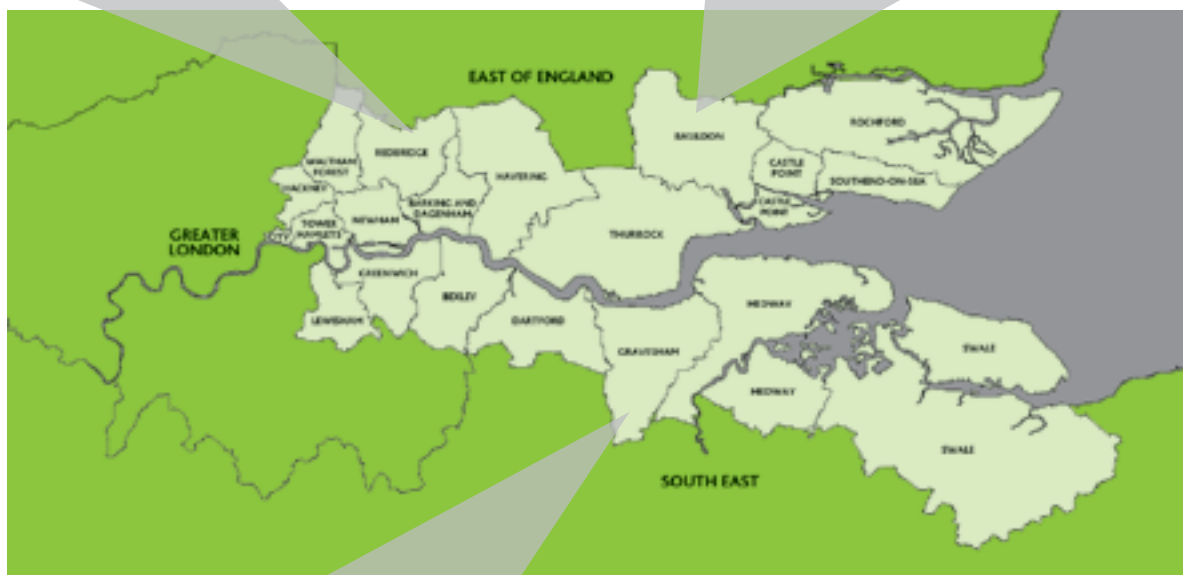 EAST OF ENGLAND
ROCHFORD
BASILDON
REDBRIDGE
WALTHAM
FOREST
CASTLE
POINT
HAVERING
SOUTHEND-ON-SEA
HACKNEY
BARKING AND
DAGENHAM
CASTLE
POINT
NEWHAM
TOWER
HAMLETS
CITY
GREATER
LONDON
THURROCK
GREENWICH
BEXLEY
MEDWAY
LEWISHAM
DARTFORD
SWALE
GRAVESHAM
MEDWAY
SWALE
SOUTH EAST